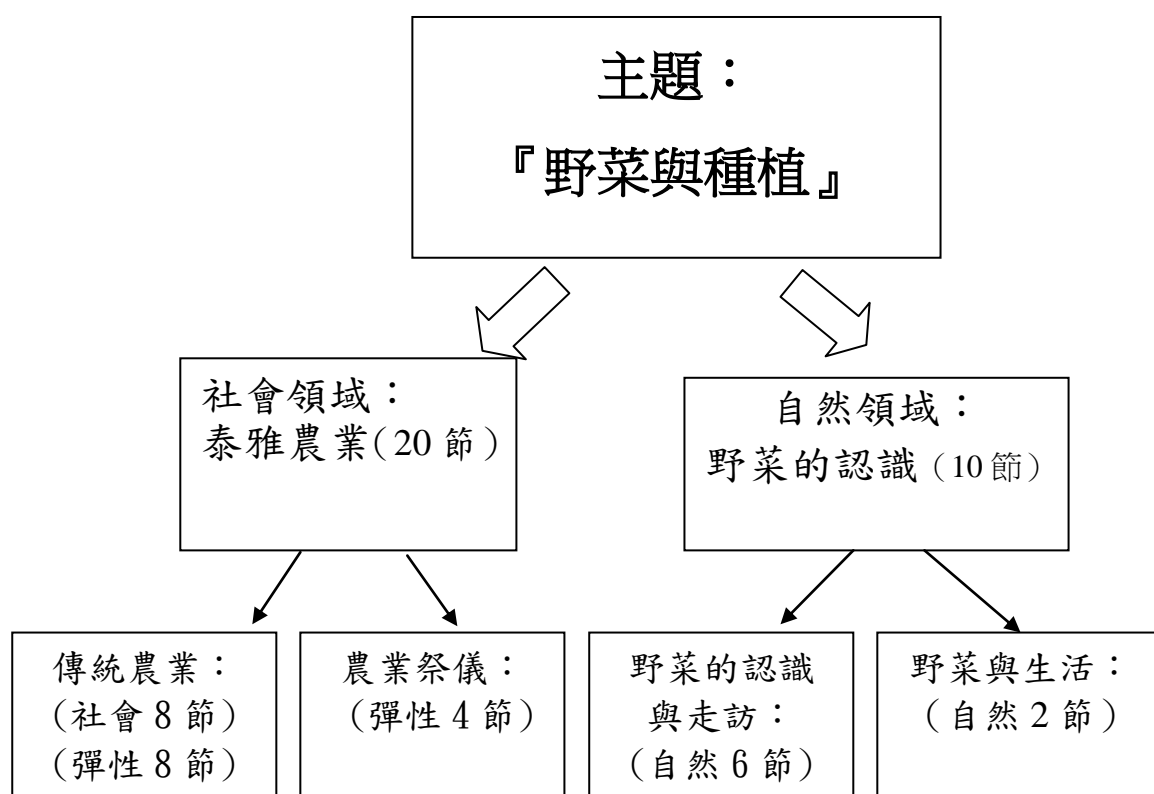 主題：
『野菜與種植』
社會領域：
泰雅農業(20 節)
自然領域：
野菜的認識（10 節）
傳統農業：
(社會 8 節)
(彈性 8 節)
農業祭儀：
(彈性 4 節)
野菜的認識
與走訪：
(自然 6 節)
野菜與生活：
(自然 2 節)